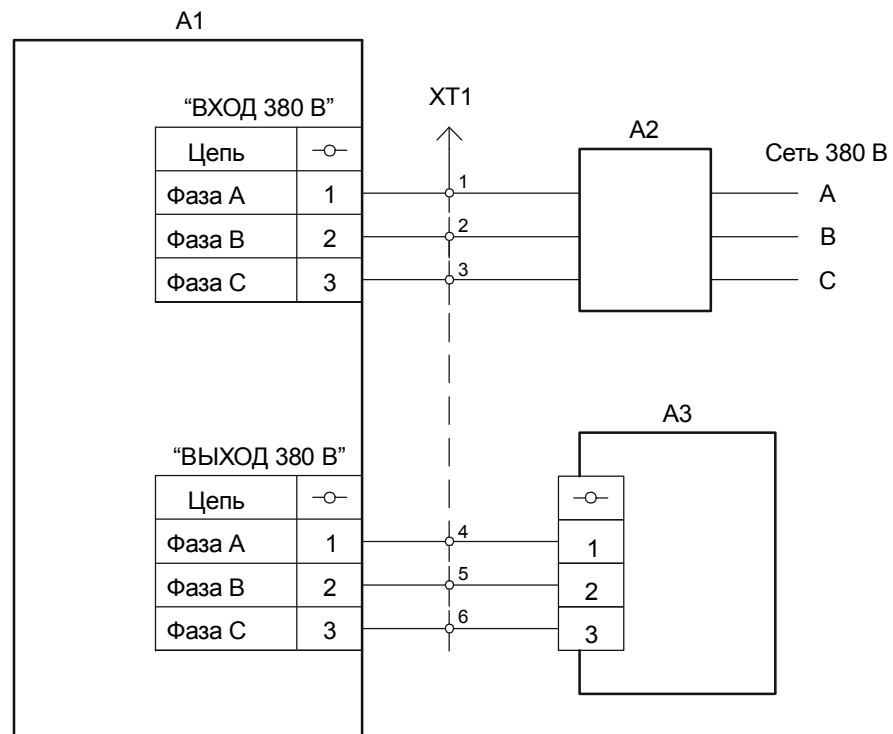 A1
“ВХОД 380 В”
Цепь
Фаза А 1
Фаза В 2
Фаза С 3
XT1
1
2
3
A2
Сеть 380 В
A
B
C
“ВЫХОД 380 В”
Цепь
Фаза А 1
Фаза В 2
Фаза С 3
4
5
6
A3
1
2
3